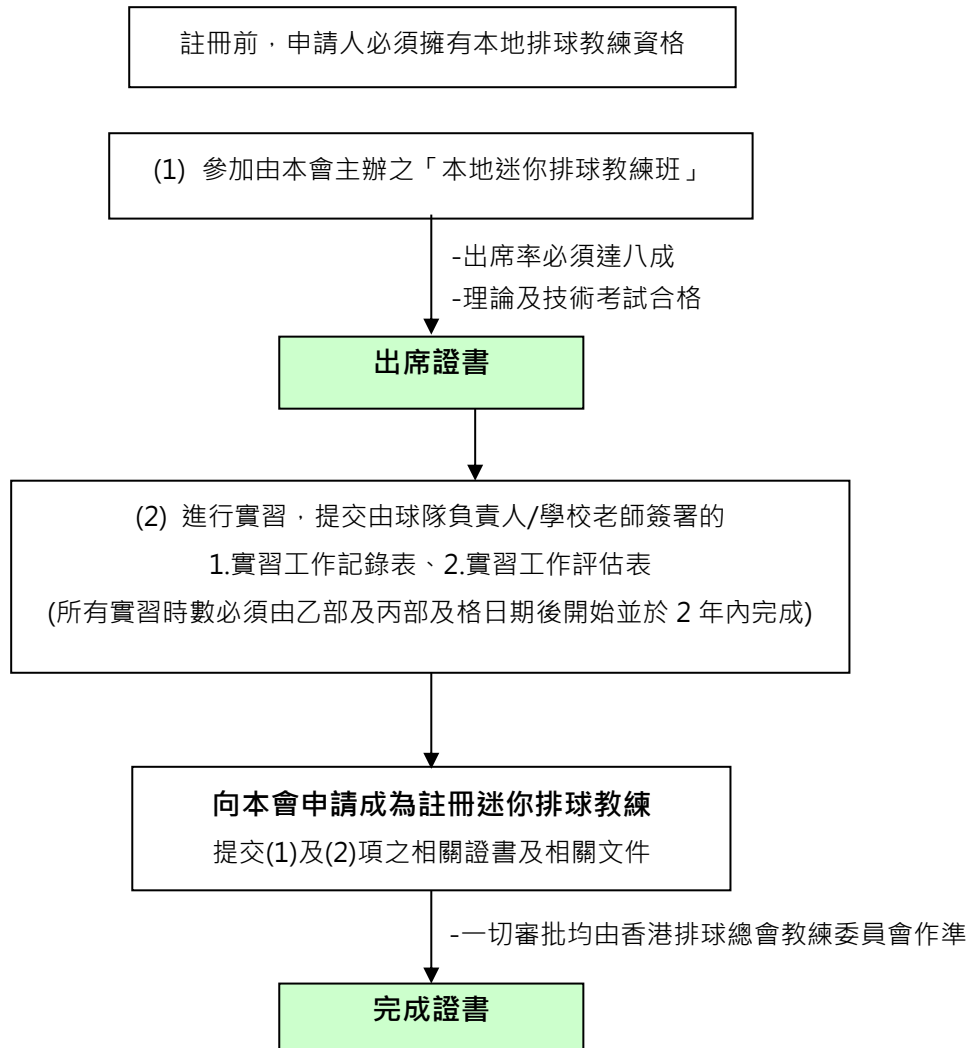 註冊前，申請人必須擁有本地排球教練資格
(1) 參加由本會主辦之「本地迷你排球教練班」
-出席率必須達八成
-理論及技術考試合格
出席證書
(2) 進行實習，提交由球隊負責人/學校老師簽署的
1.實習工作記錄表、2.實習工作評估表
(所有實習時數必須由乙部及丙部及格日期後開始並於 2 年內完成)
向本會申請成為註冊迷你排球教練
提交(1)及(2)項之相關證書及相關文件
-一切審批均由香港排球總會教練委員會作準
完成證書